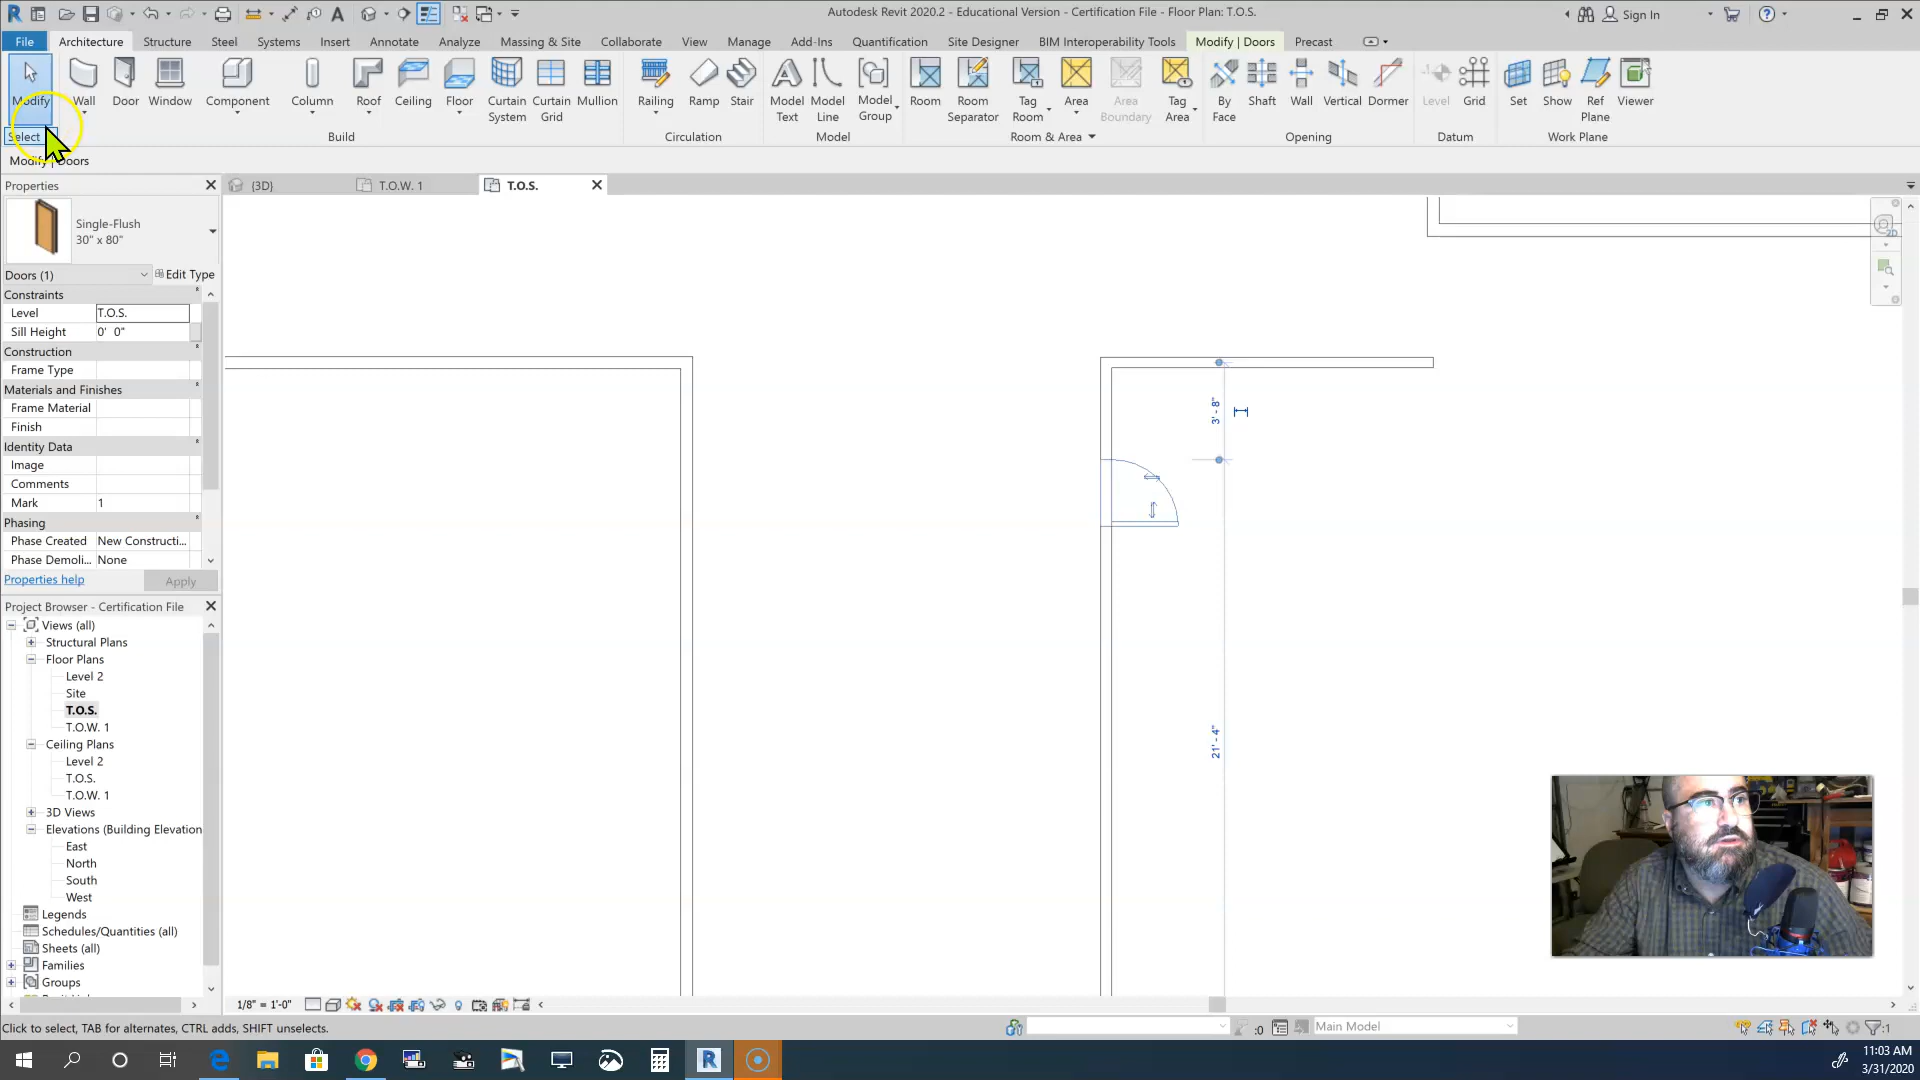 Autodesk Revit 2020.2 - Educational Version - Certification File - Floor Plan: T.O.S.
Sign In
File Architecture Structure Steel Systems Insert Annotate Analyze Massing & Site Collaborate View Manage Add-Ins Quantification Site Designer BIM Interoperability Tools Modify | Doors Precast
Modify Wall Door Window Component Column Roof Ceiling Floor Curtain System Curtain Grid Mullion Railing Ramp Stair Model Text Model Line Model Group Room Room Separator Tag Room Area Area Boundary Tag Area By Face Shaft Wall Vertical Dormer Level Grid Set Show Ref Plane Viewer
Select Build Circulation Model Room & Area Opening Datum Work Plane
Modify | Doors
Properties
{3D} T.O.W. 1 T.O.S.
Single-Flush
30" x 80"
Doors (1) Edit Type
Constraints
Level T.O.S.
Sill Height 0' 0"
Construction
Frame Type
Materials and Finishes
Frame Material
Finish
Identity Data
Image
Comments
Mark 1
Phasing
Phase Created New Constructi...
Phase Demoli... None
Properties help Apply
3' - 8"
21' - 4"
Project Browser - Certification File
Views (all)
Structural Plans
Floor Plans
Level 2
Site
T.O.S.
T.O.W. 1
Ceiling Plans
Level 2
T.O.S.
T.O.W. 1
3D Views
Elevations (Building Elevation
East
North
South
West
Legends
Schedules/Quantities (all)
Sheets (all)
Families
Groups
1/8" = 1'-0"
Click to select, TAB for alternates, CTRL adds, SHIFT unselects.
:0
Main Model
:1
11:03 AM
3/31/2020